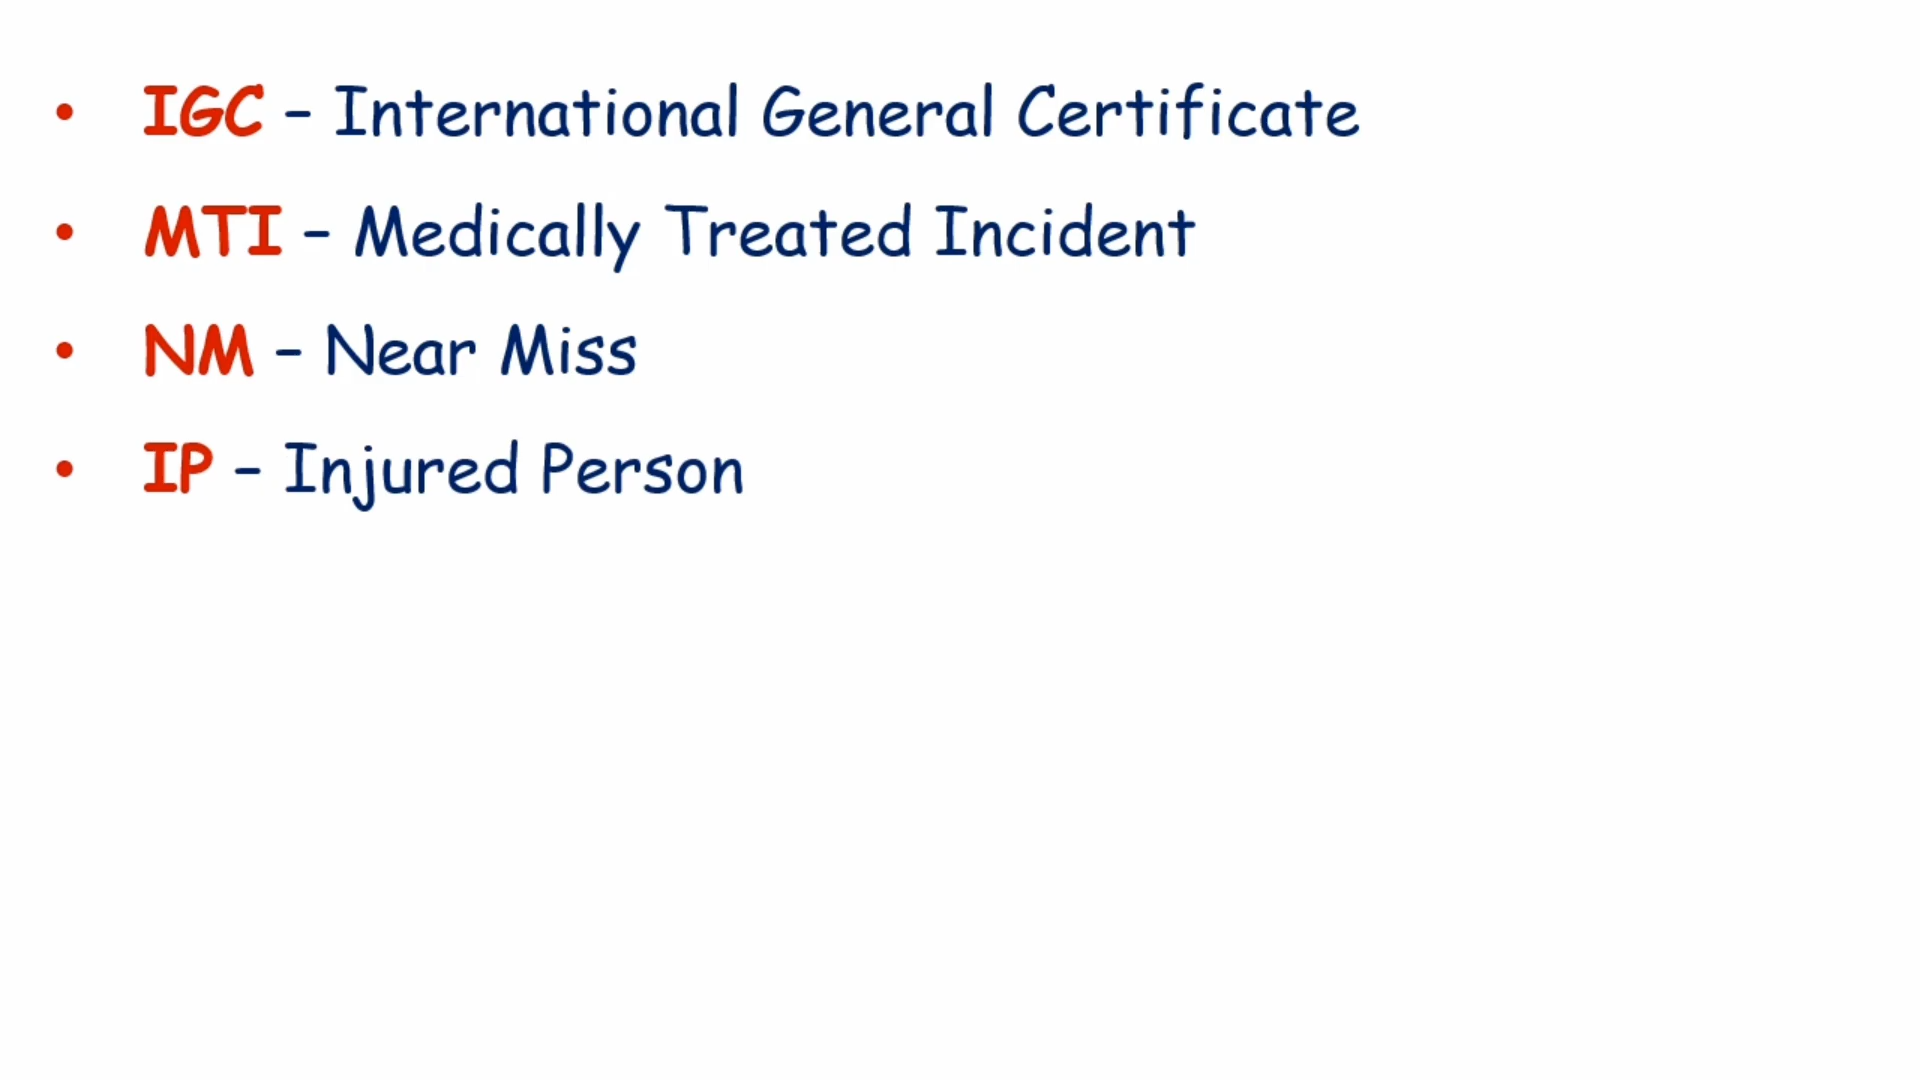 • IGC – International General Certificate
• MTI – Medically Treated Incident
• NM – Near Miss
• IP – Injured Person